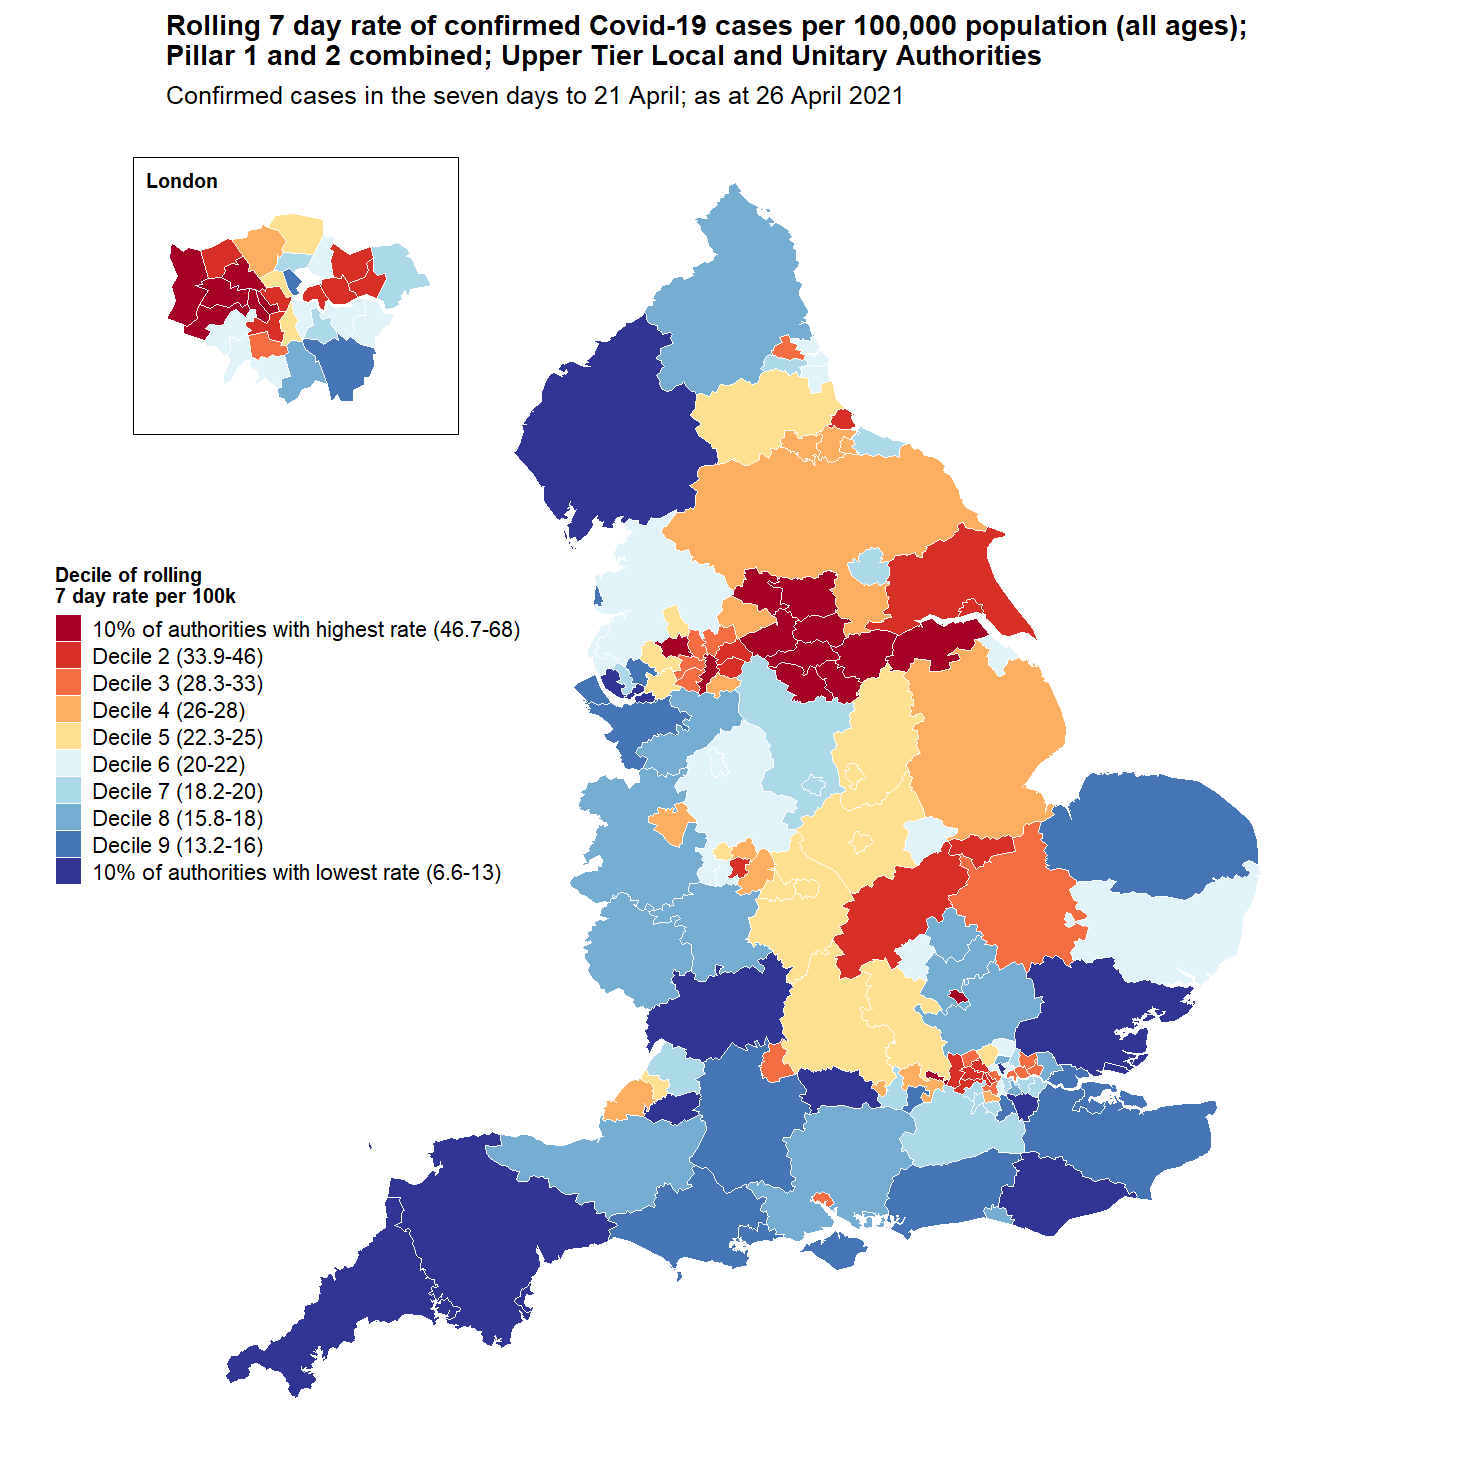 Rolling 7 day rate of confirmed Covid-19 cases per 100,000 population (all ages);
Pillar 1 and 2 combined; Upper Tier Local and Unitary Authorities
Confirmed cases in the seven days to 21 April; as at 26 April 2021
London
Decile of rolling
7 day rate per 100k
10% of authorities with highest rate (46.7-68)
Decile 2 (33.9-46)
Decile 3 (28.3-33)
Decile 4 (26-28)
Decile 5 (22.3-25)
Decile 6 (20-22)
Decile 7 (18.2-20)
Decile 8 (15.8-18)
Decile 9 (13.2-16)
10% of authorities with lowest rate (6.6-13)